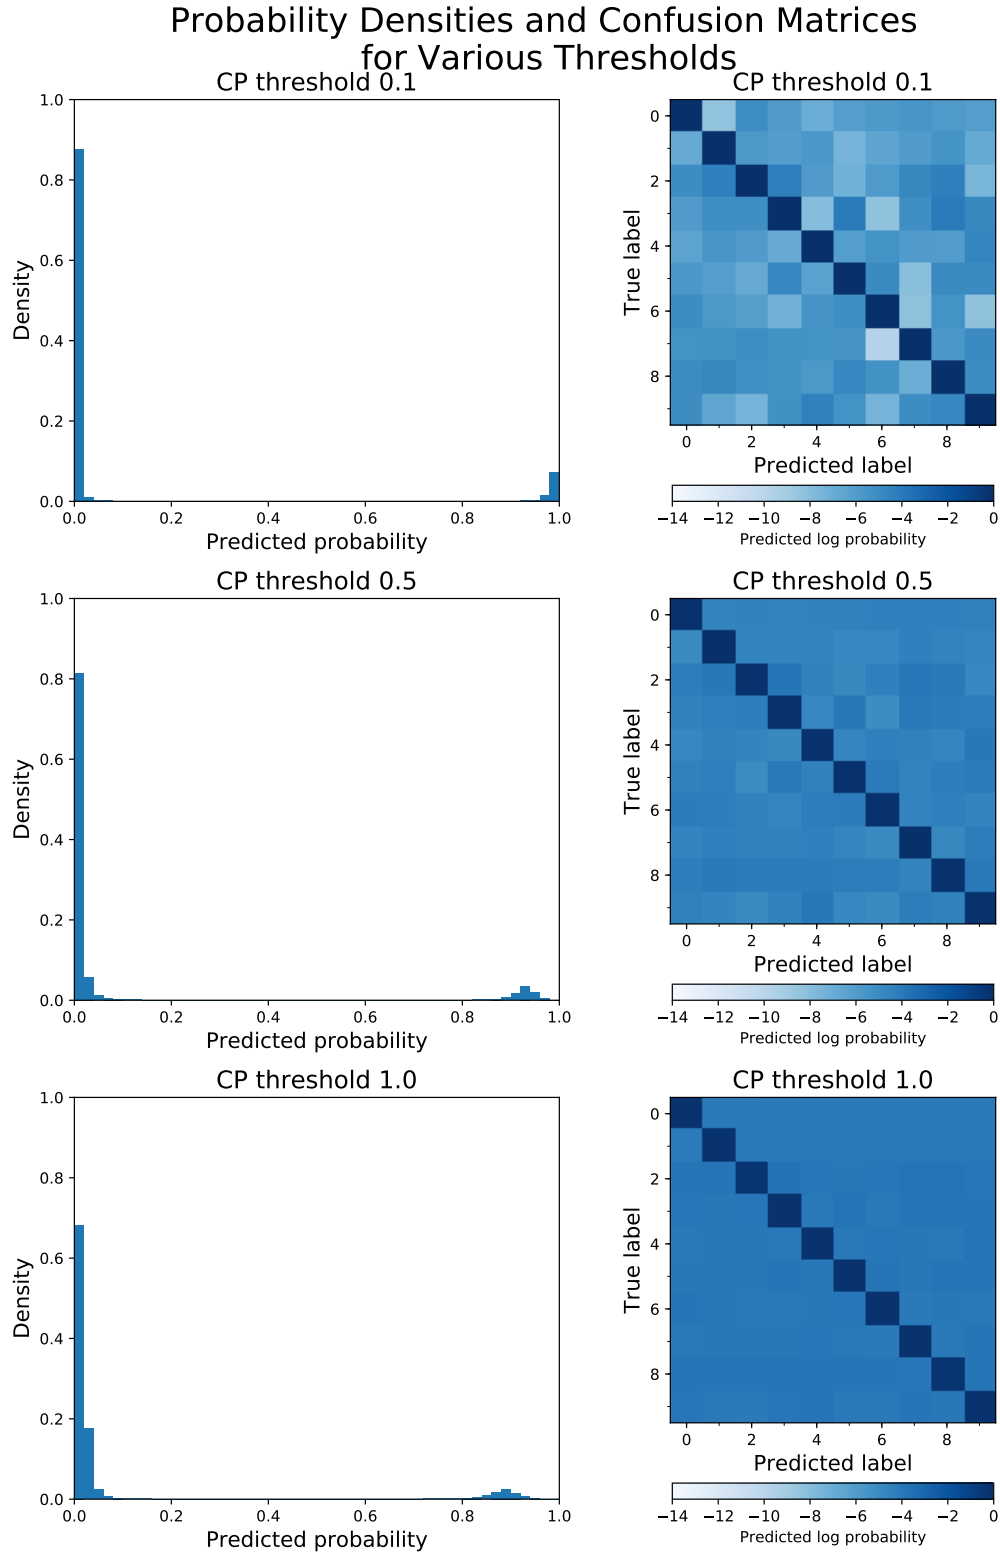 Probability Densities and Confusion Matrices
for Various Thresholds
CP threshold 0.1
1.0
0.8
0.6
0.4
0.2
0.0
Density
0.0 0.2 0.4 0.6 0.8 1.0
Predicted probability
CP threshold 0.1
0
2
4
6
8
True label
0 2 4 6 8
Predicted label
−14 −12 −10 −8 −6 −4 −2 0
Predicted log probability
CP threshold 0.5
1.0
0.8
0.6
0.4
0.2
0.0
Density
0.0 0.2 0.4 0.6 0.8 1.0
Predicted probability
CP threshold 0.5
0
2
4
6
8
True label
0 2 4 6 8
Predicted label
−14 −12 −10 −8 −6 −4 −2 0
Predicted log probability
CP threshold 1.0
1.0
0.8
0.6
0.4
0.2
0.0
Density
0.0 0.2 0.4 0.6 0.8 1.0
Predicted probability
CP threshold 1.0
0
2
4
6
8
True label
0 2 4 6 8
Predicted label
−14 −12 −10 −8 −6 −4 −2 0
Predicted log probability